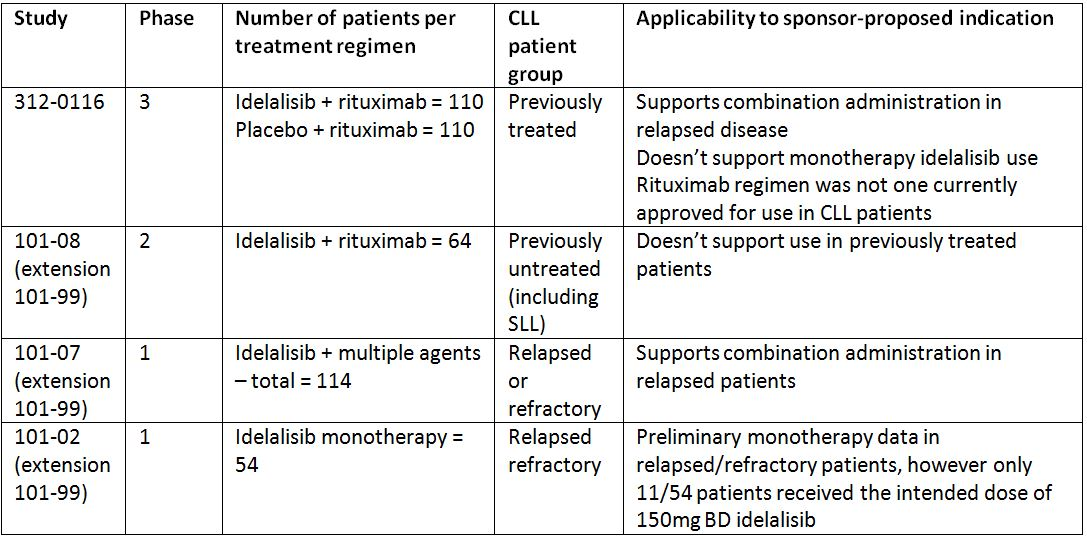 Study
Phase
Number of patients per
treatment regimen
CLL
patient
group
Applicability to sponsor-proposed indication
312-0116
3
Idelalisib + rituximab = 110
Placebo + rituximab = 110
Previously
treated
Supports combination administration in
relapsed disease
Doesn’t support monotherapy idelalisib use
Rituximab regimen was not one currently
approved for use in CLL patients
101-08
(extension
101-99)
2
Idelalisib + rituximab = 64
Previously
untreated
(including
SLL)
Doesn’t support use in previously treated
patients
101-07
(extension
101-99)
1
Idelalisib + multiple agents
– total = 114
Relapsed
or
refractory
Supports combination administration in
relapsed patients
101-02
(extension
101-99)
1
Idelalisib monotherapy =
54
Relapsed
refractory
Preliminary monotherapy data in
relapsed/refractory patients, however only
11/54 patients received the intended dose of
150mg BD idelalisib